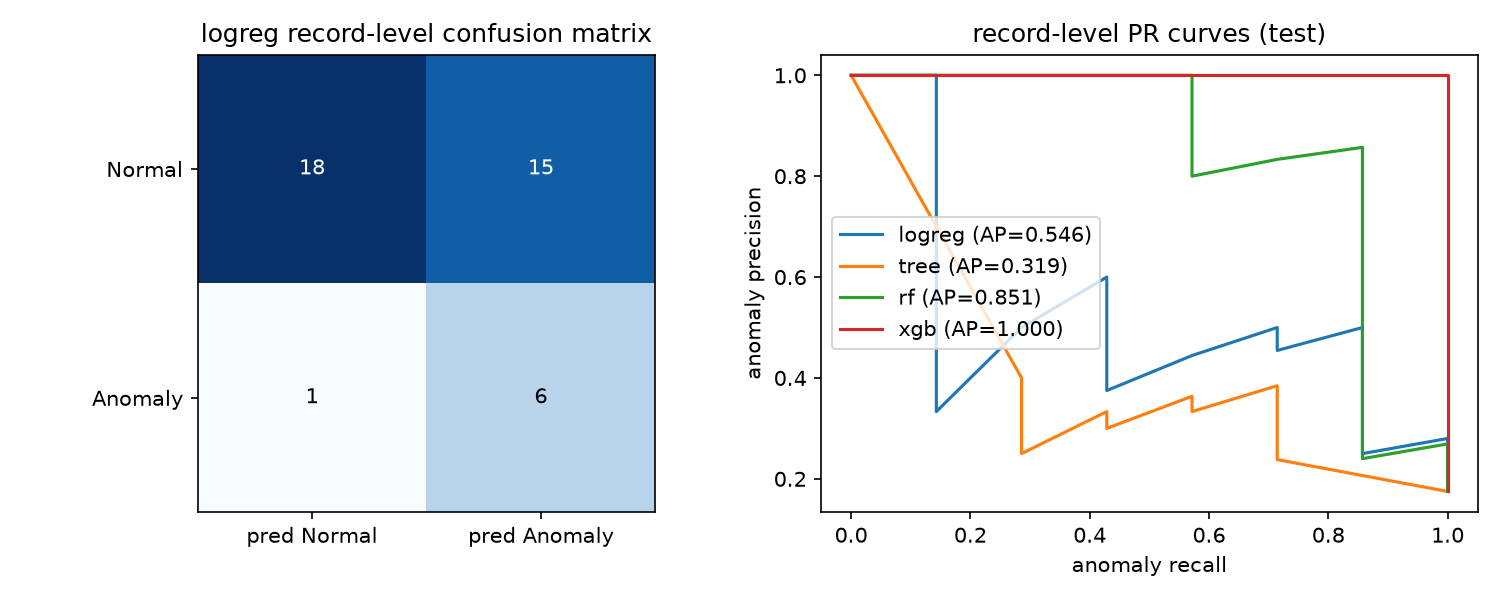 logreg record-level confusion matrix
Normal
18
15
Anomaly
1
6
pred Normal
pred Anomaly
record-level PR curves (test)
anomaly precision
1.0
0.8
0.6
0.4
0.2
logreg (AP=0.546)
tree (AP=0.319)
rf (AP=0.851)
xgb (AP=1.000)
0.0
0.2
0.4
0.6
0.8
1.0
anomaly recall